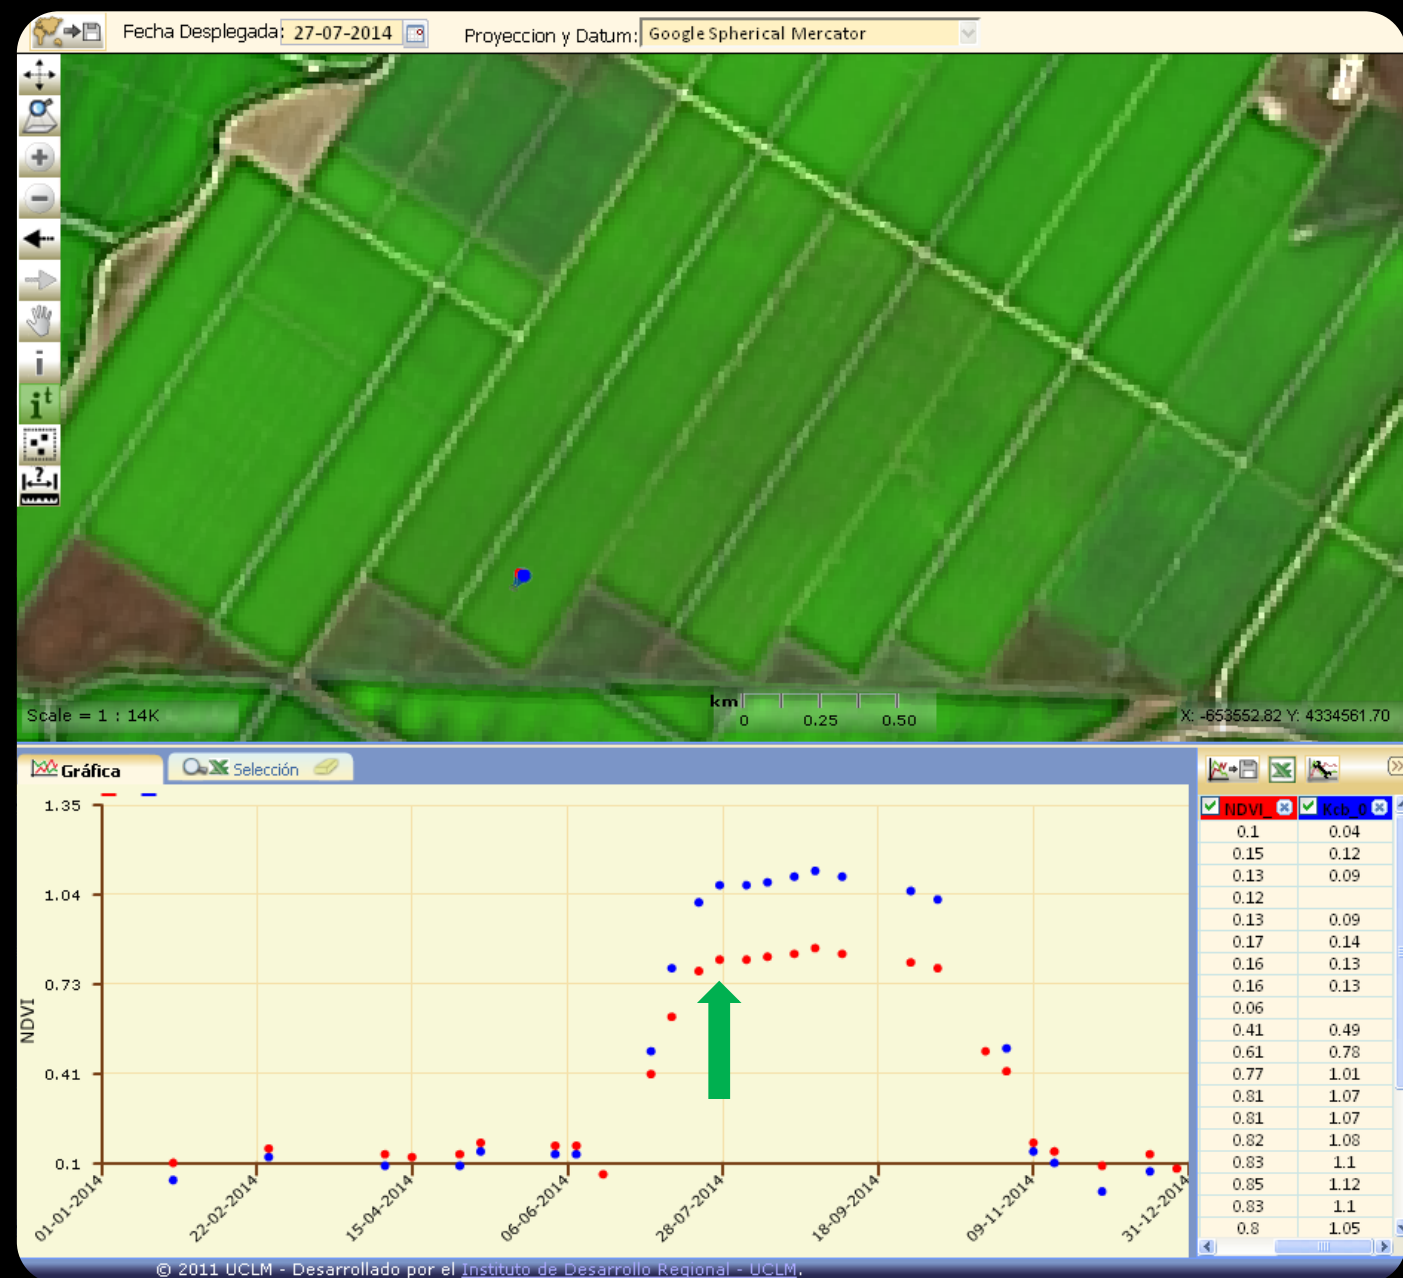 Fecha Desplegada: 27-07-2014 Proyeccion y Datum: Google Spherical Mercator
i
iᵗ
?
km
0 0.25 0.50
Scale = 1 : 14K
X: -653552.82 Y: 4334561.70
Gráfica Selección
NDVI
1.35
1.04
0.73
0.41
0.1
01-01-2014 22-02-2014 15-04-2014 06-06-2014 28-07-2014 18-09-2014 09-11-2014 31-12-2014
NDVI_ Kcb_0
0.1 0.04
0.15 0.12
0.13 0.09
0.12
0.13 0.09
0.17 0.14
0.16 0.13
0.16 0.13
0.06
0.41 0.49
0.61 0.78
0.77 1.01
0.81 1.07
0.81 1.07
0.82 1.08
0.83 1.1
0.85 1.12
0.83 1.1
0.8 1.05
© 2011 UCLM - Desarrollado por el Instituto de Desarrollo Regional - UCLM.